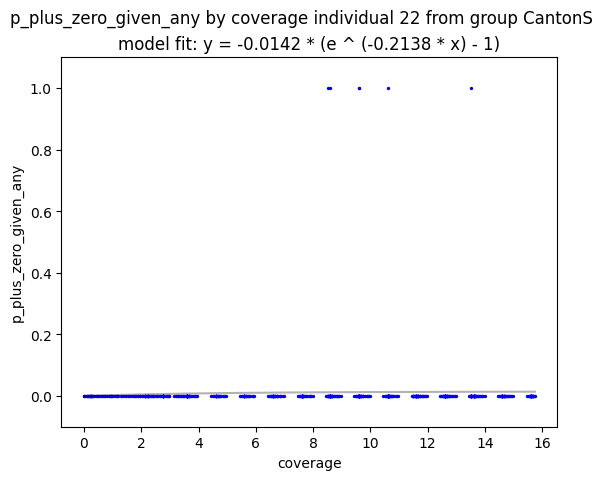 p_plus_zero_given_any by coverage individual 22 from group CantonS
model fit: y = -0.0142 * (e ^ (-0.2138 * x) - 1)
1.0
0.8
0.6
0.4
0.2
0.0
p_plus_zero_given_any
0 2 4 6 8 10 12 14 16
coverage